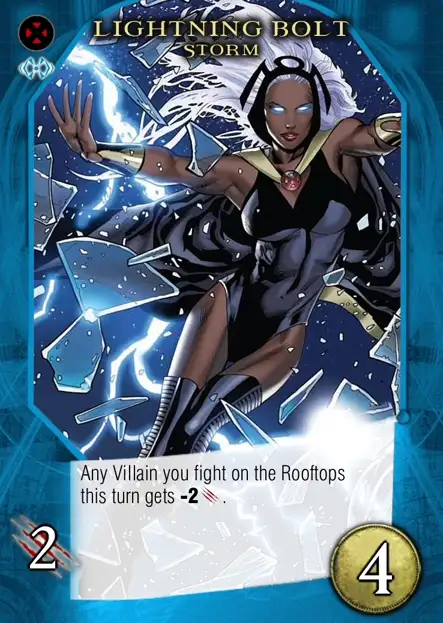 LIGHTNING BOLT
STORM
Any Villain you fight on the Rooftops
this turn gets -2 .
2
4